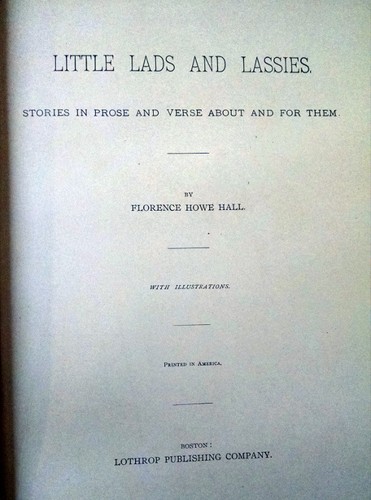 LITTLE LADS AND LASSIES.
STORIES IN PROSE AND VERSE ABOUT AND FOR THEM.
BY
FLORENCE HOWE HALL.
WITH ILLUSTRATIONS.
PRINTED IN AMERICA.
BOSTON:
LOTHROP PUBLISHING COMPANY.